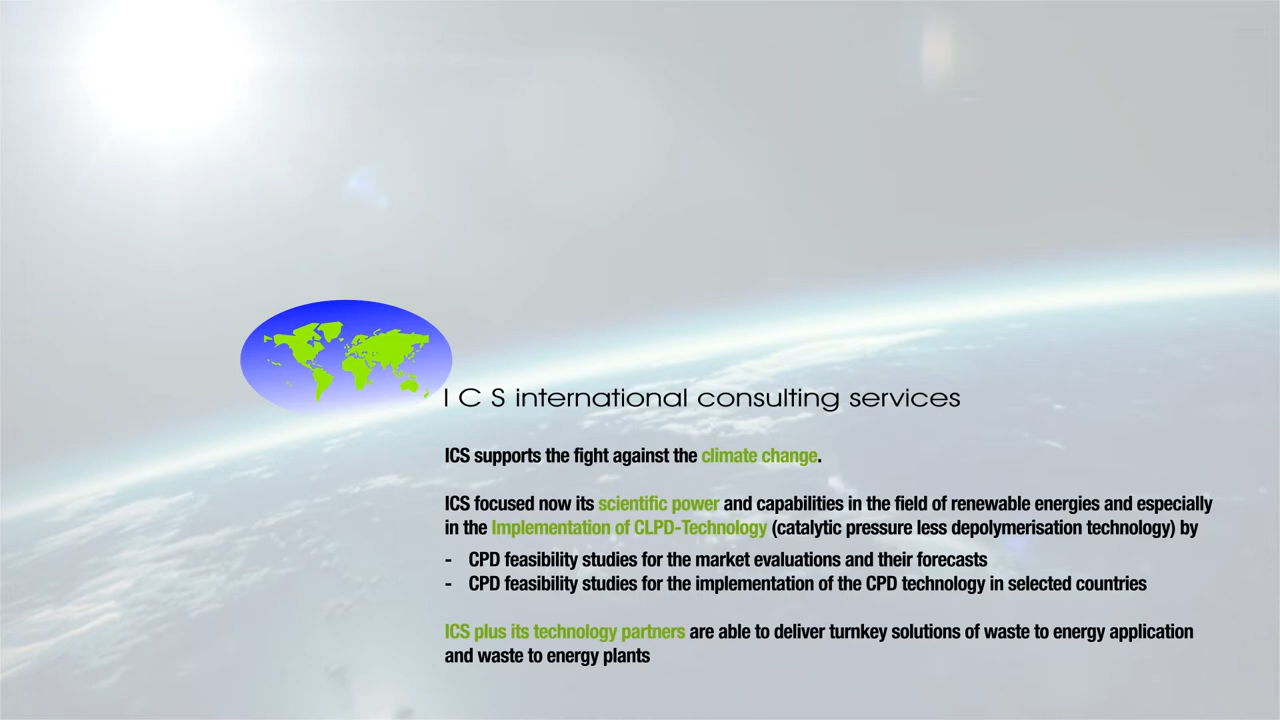 I C S international consulting services
ICS supports the fight against the climate change.
ICS focused now its scientific power and capabilities in the field of renewable energies and especially
in the Implementation of CLPD-Technology (catalytic pressure less depolymerisation technology) by
- CPD feasibility studies for the market evaluations and their forecasts
- CPD feasibility studies for the implementation of the CPD technology in selected countries
ICS plus its technology partners are able to deliver turnkey solutions of waste to energy application
and waste to energy plants